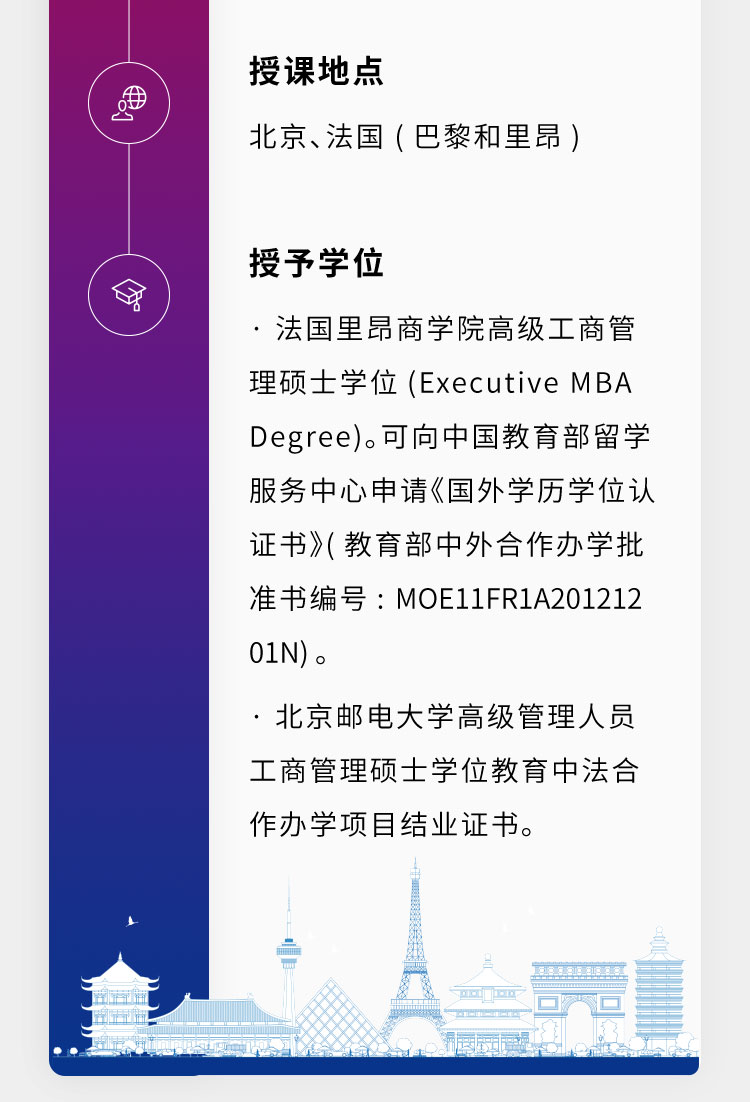 授课地点
北京、法国 ( 巴黎和里昂 )
授予学位
· 法国里昂商学院高级工商管
理硕士学位 (Executive MBA
Degree)。可向中国教育部留学
服务中心申请《国外学历学位认
证书》( 教育部中外合作办学批
准书编号：MOE11FR1A201212
01N) 。
· 北京邮电大学高级管理人员
工商管理硕士学位教育中法合
作办学项目结业证书。